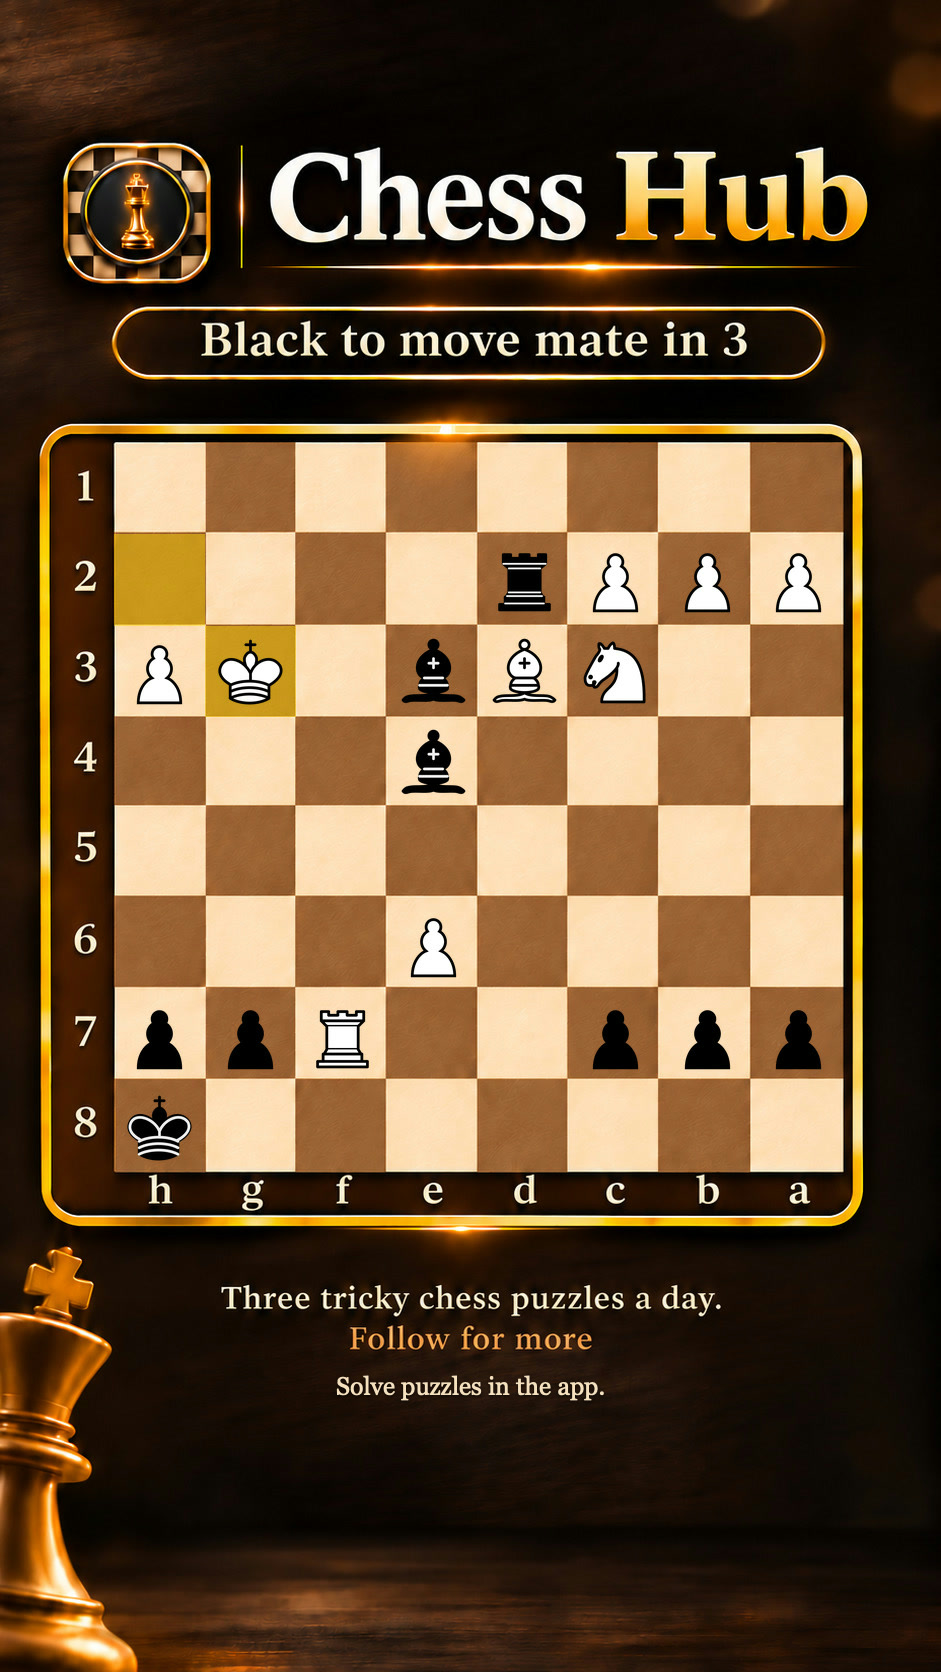 Chess Hub
Black to move mate in 3
1
2
3
4
5
6
7
8
h g f e d c b a
Three tricky chess puzzles a day.
Follow for more
Solve puzzles in the app.